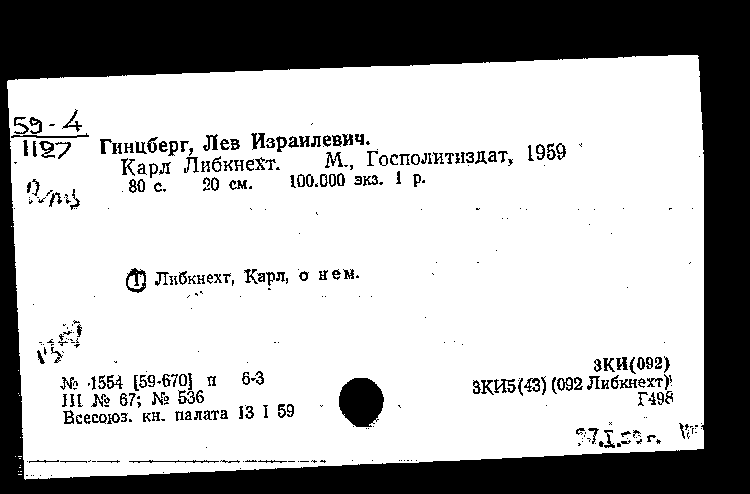 59-4
1127
Гинцберг, Лев Израилевич.
Карл Либкнехт. М., Госполитиздат, 1959
80 с. 20 см. 100.000 экз. 1 р.
1 Либкнехт, Карл, о нем.
3КИ(092)
№ 1554 [59-670] п 6-3
3КИ5(43)(092 Либкнехт)
III № 67; № 536
Г498
Всесоюз. кн. палата 13 I 59